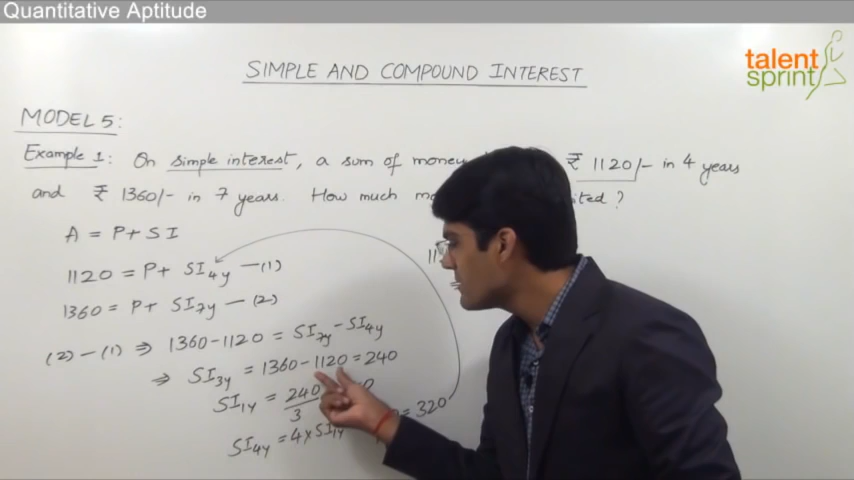 Quantitative Aptitude
talent
sprint
SIMPLE AND COMPOUND INTEREST
MODEL 5:
Example 1: On simple interest, a sum of money ₹ 1120/- in 4 years
and ₹ 1360/- in 7 years. How much ?
A = P+SI
1120 = P+ SI4y —(1)
1360 = P+ SI7y —(2)
(2)-(1) ⇒ 1360-1120 = SI7y-SI4y
⇒ SI3y = 1360-1120=240
SI1y = 240/3
SI4y = 4×SI1y = 320